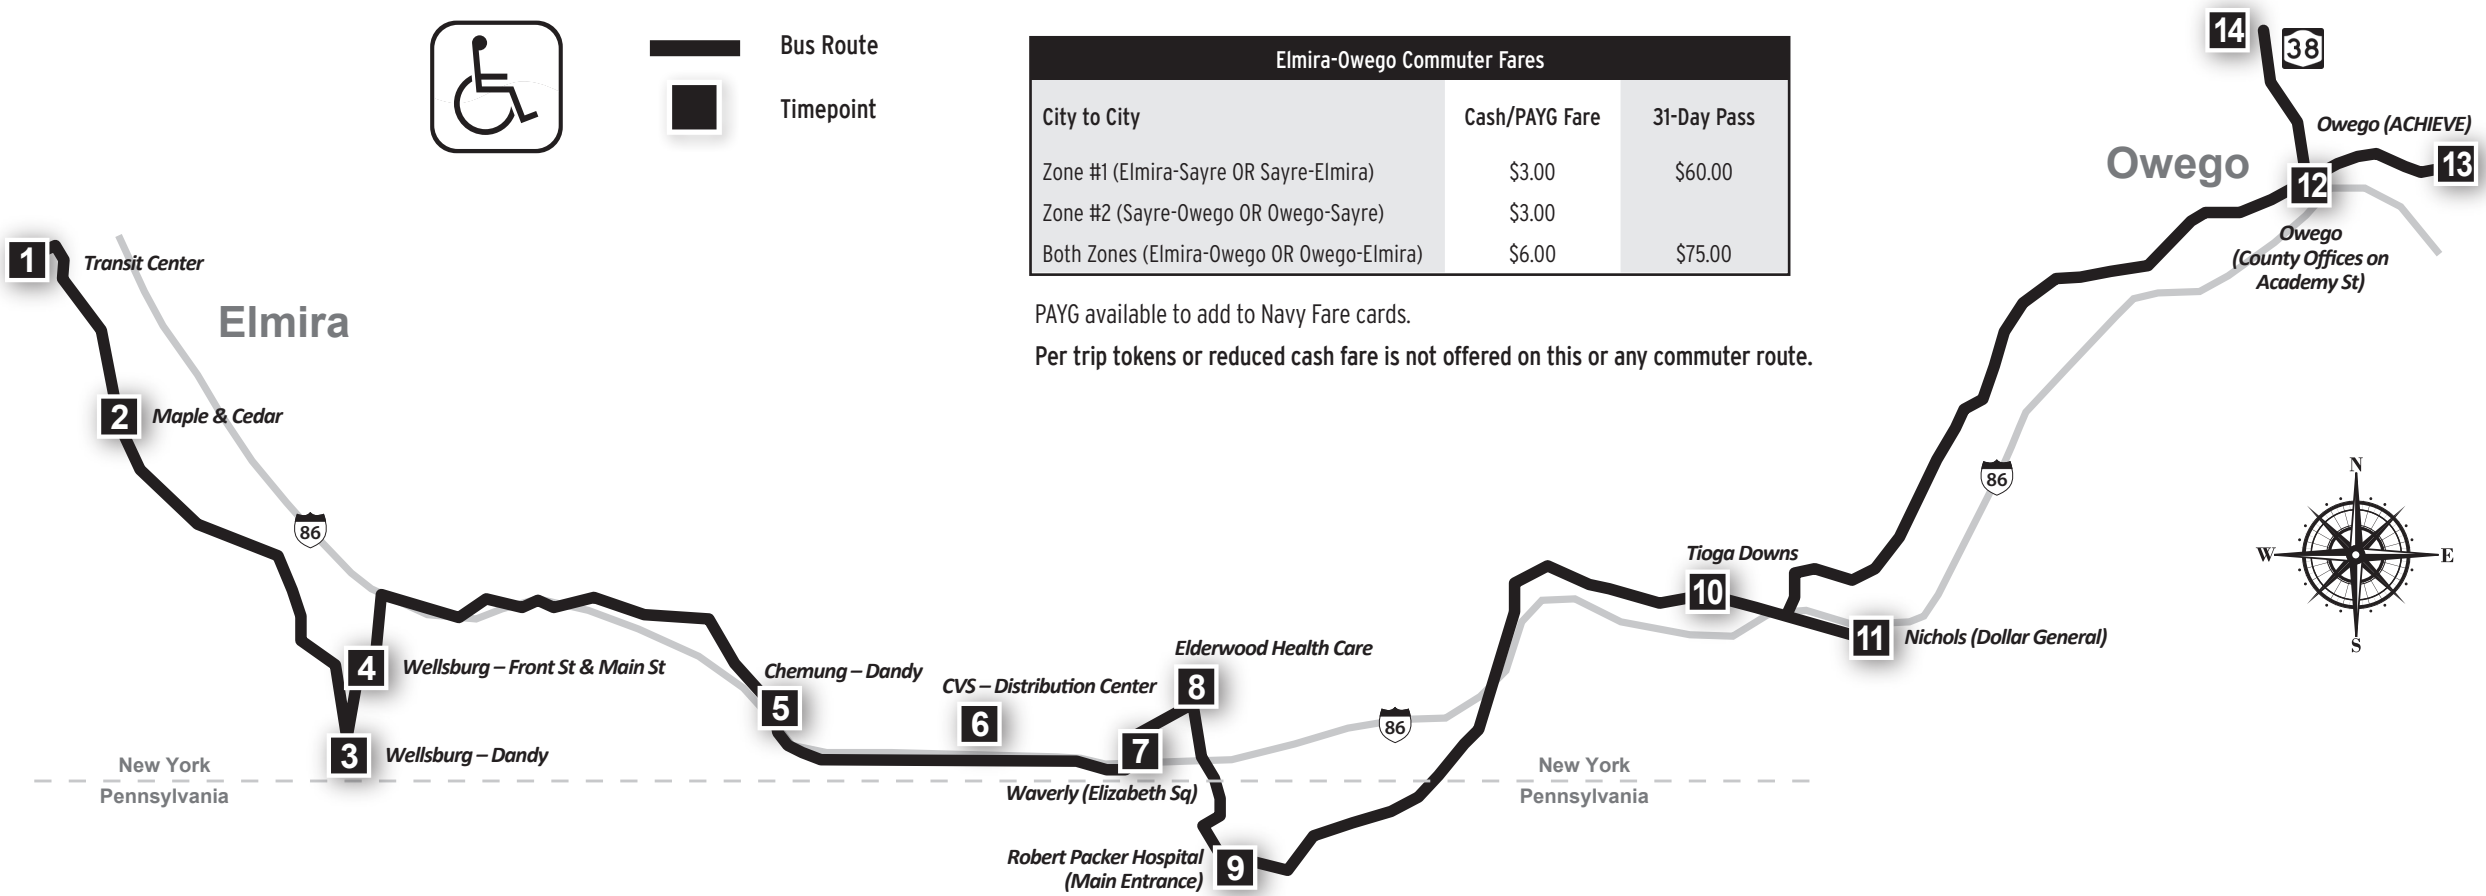 Bus Route
Timepoint
Elmira-Owego Commuter Fares
City to City Cash/PAYG Fare 31-Day Pass
Zone #1 (Elmira-Sayre OR Sayre-Elmira) $3.00 $60.00
Zone #2 (Sayre-Owego OR Owego-Sayre) $3.00
Both Zones (Elmira-Owego OR Owego-Elmira) $6.00 $75.00
PAYG available to add to Navy Fare cards.
Per trip tokens or reduced cash fare is not offered on this or any commuter route.
14
38
Owego (ACHIEVE)
13
Owego
12
Owego
(County Offices on
Academy St)
1
Transit Center
Elmira
2
Maple & Cedar
86
4
Wellsburg – Front St & Main St
3
Wellsburg – Dandy
New York
Pennsylvania
Chemung – Dandy
5
CVS – Distribution Center
6
Elderwood Health Care
8
7
Waverly (Elizabeth Sq)
Robert Packer Hospital
(Main Entrance)
9
86
New York
Pennsylvania
Tioga Downs
10
11
Nichols (Dollar General)
86
N
W
E
S